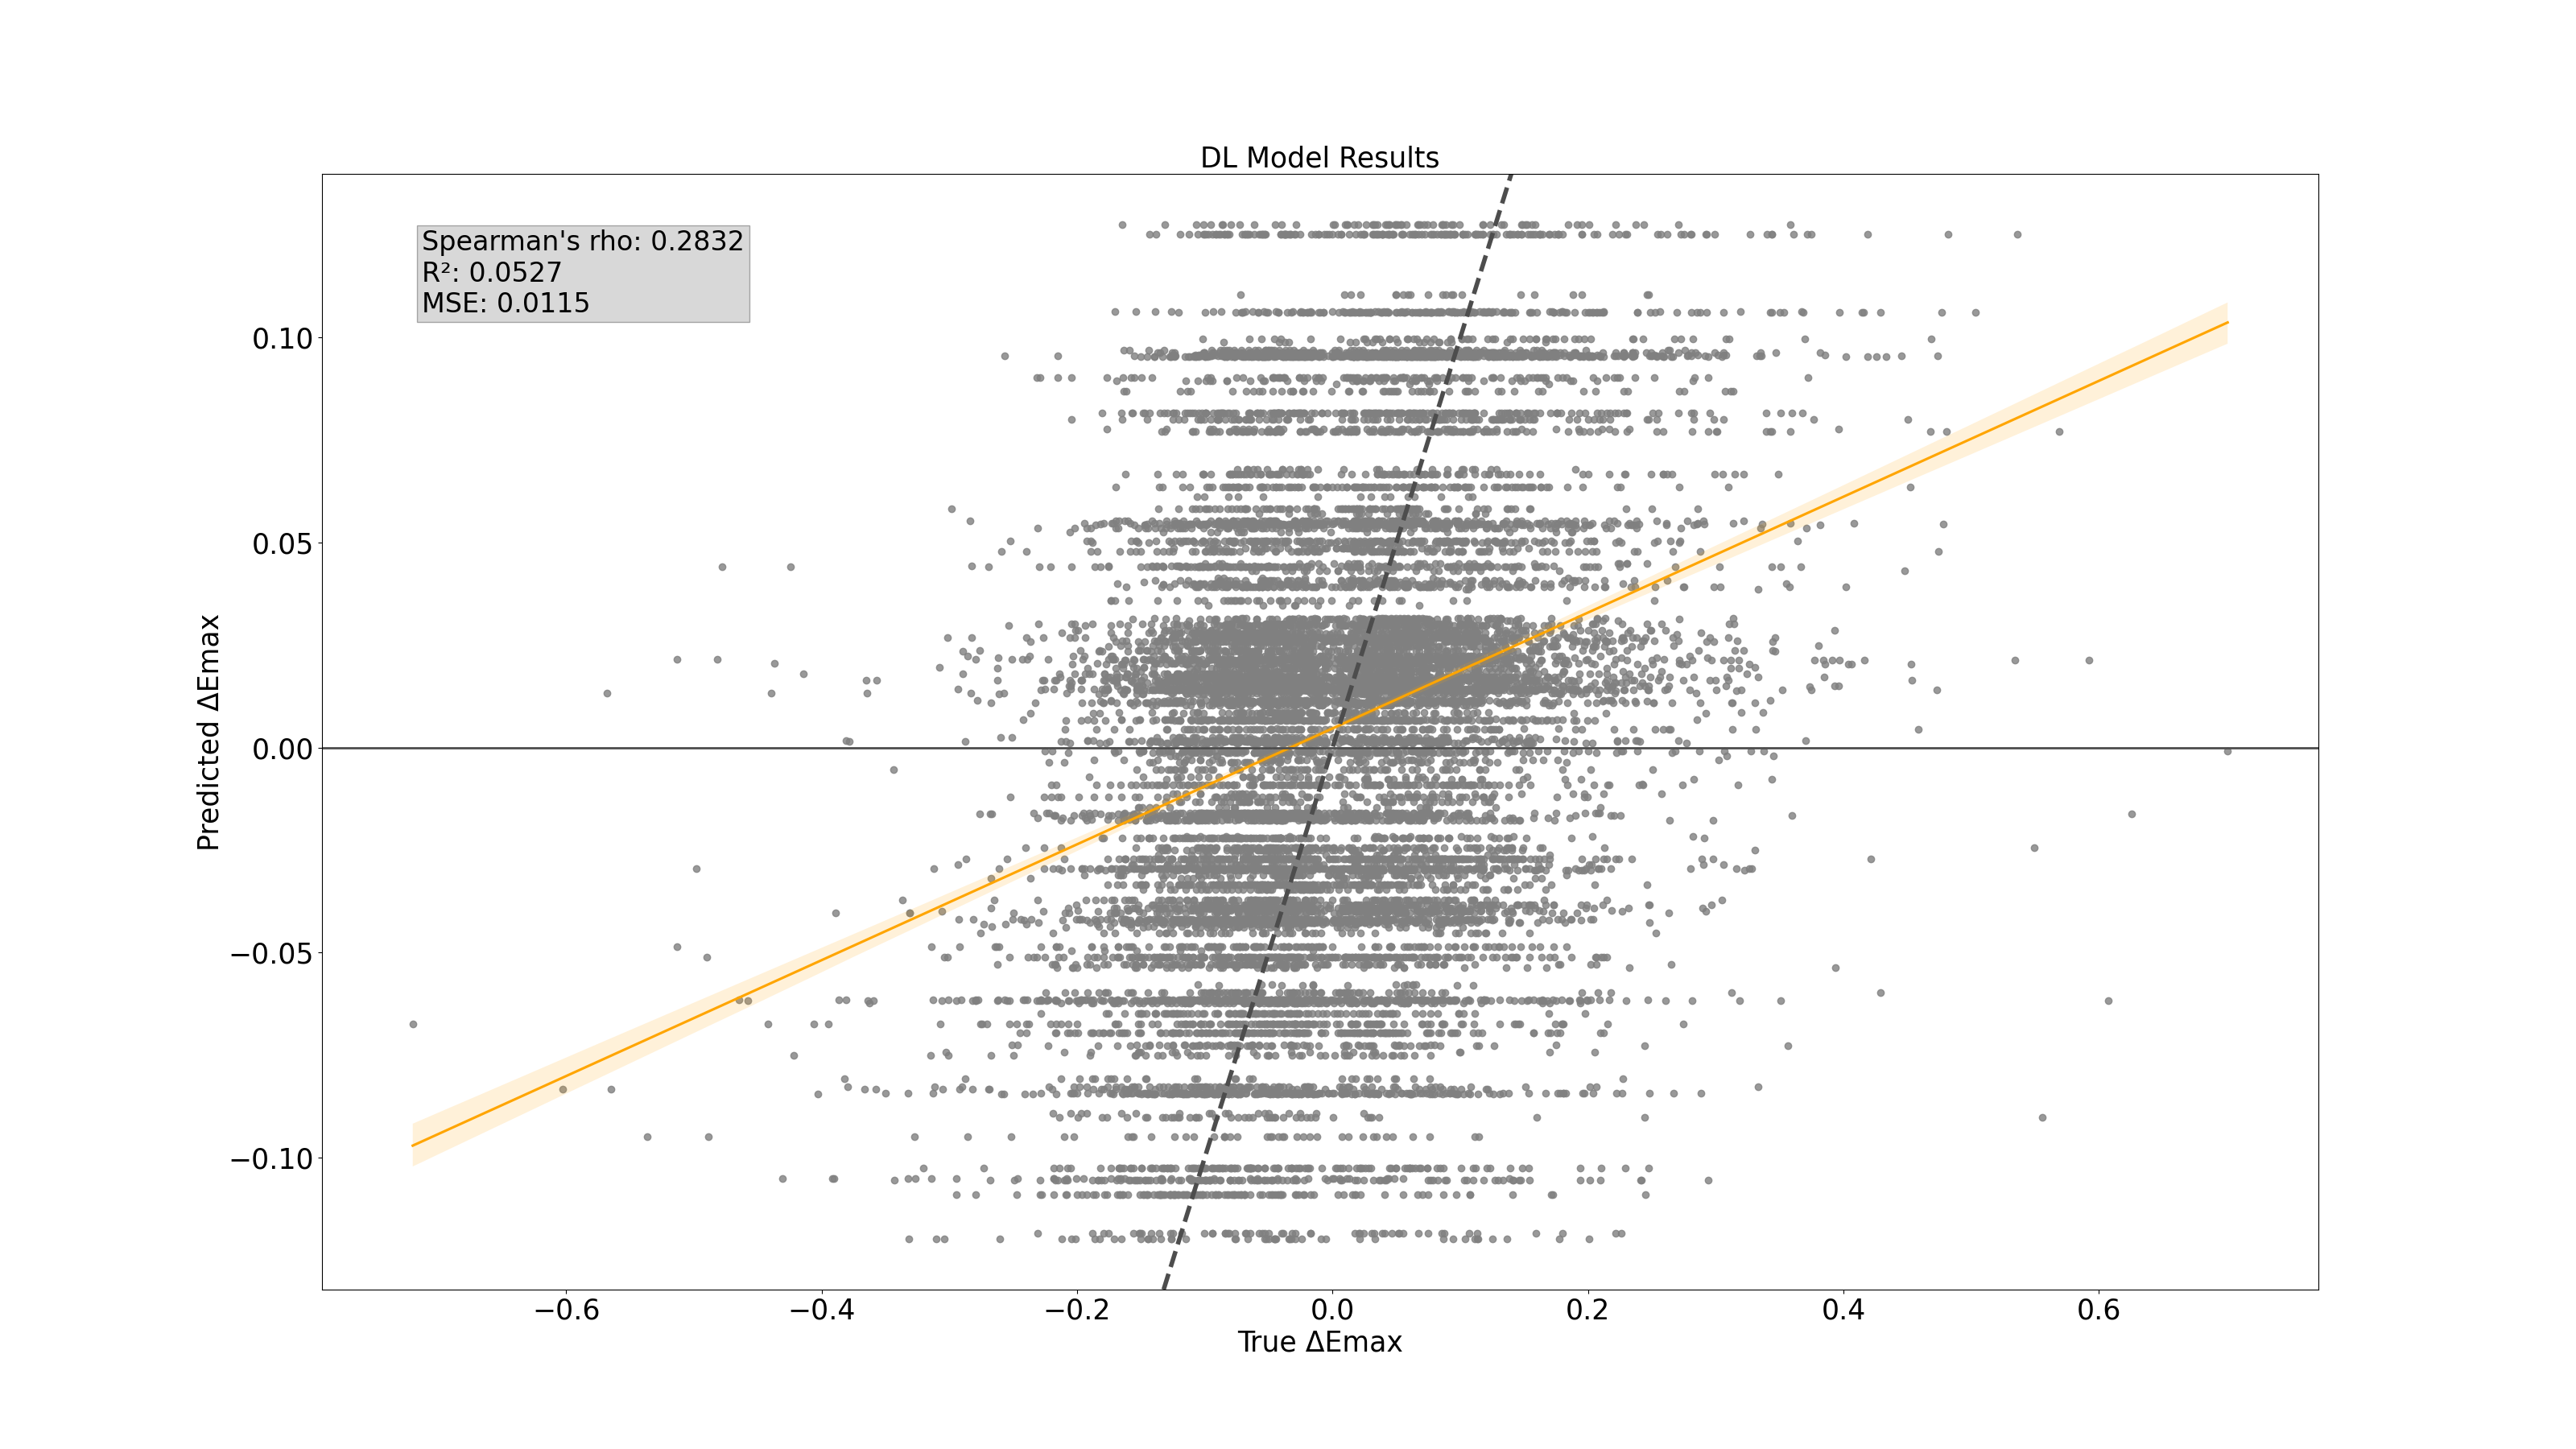 DL Model Results
Spearman's rho: 0.2832
R²: 0.0527
MSE: 0.0115
0.10
0.05
0.00
−0.05
−0.10
Predicted ΔEmax
−0.6 −0.4 −0.2 0.0 0.2 0.4 0.6
True ΔEmax